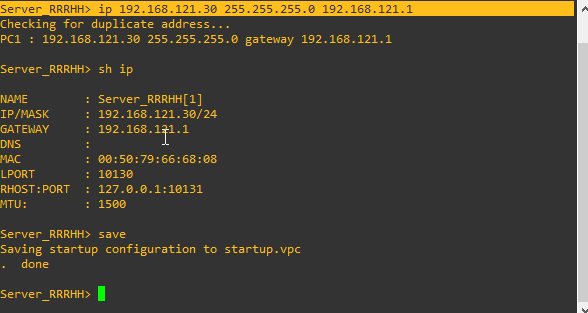 Server_RRRHH> ip 192.168.121.30 255.255.255.0 192.168.121.1
Checking for duplicate address...
PC1 : 192.168.121.30 255.255.255.0 gateway 192.168.121.1
Server_RRRHH> sh ip
NAME : Server_RRRHH[1]
IP/MASK : 192.168.121.30/24
GATEWAY : 192.168.121.1
DNS :
MAC : 00:50:79:66:68:08
LPORT : 10130
RHOST:PORT : 127.0.0.1:10131
MTU: : 1500
Server_RRRHH> save
Saving startup configuration to startup.vpc
. done
Server_RRRHH>